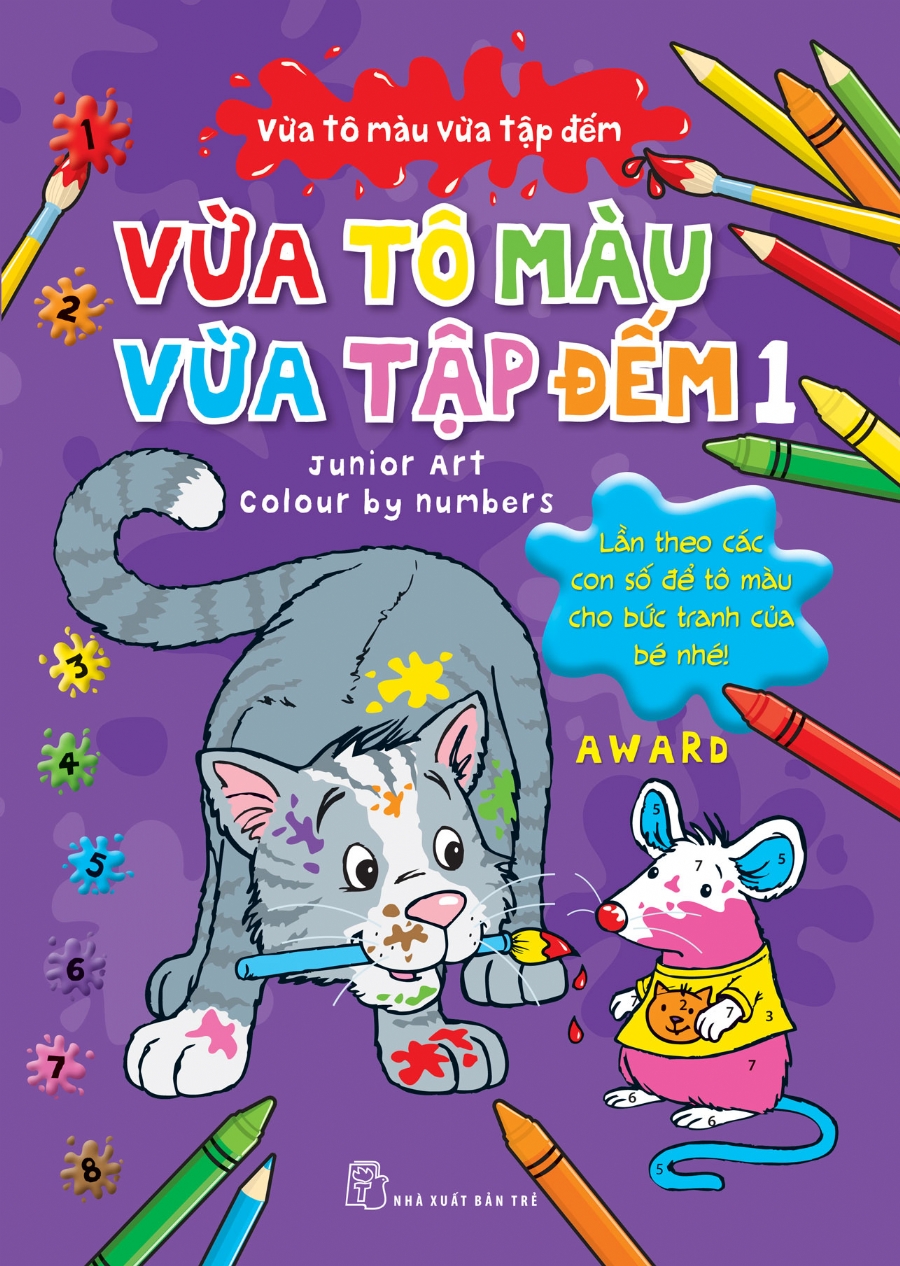 Vừa tô màu vừa tập đếm
VỪA TÔ MÀU
VỪA TẬP ĐẾM 1
Junior Art
Colour by numbers
Lần theo các
con số để tô màu
cho bức tranh của
bé nhé!
AWARD
1
2
3
4
5
6
7
8
5
7
5
7
2
7
3
7
6
6
5
T
NHÀ XUẤT BẢN TRẺ